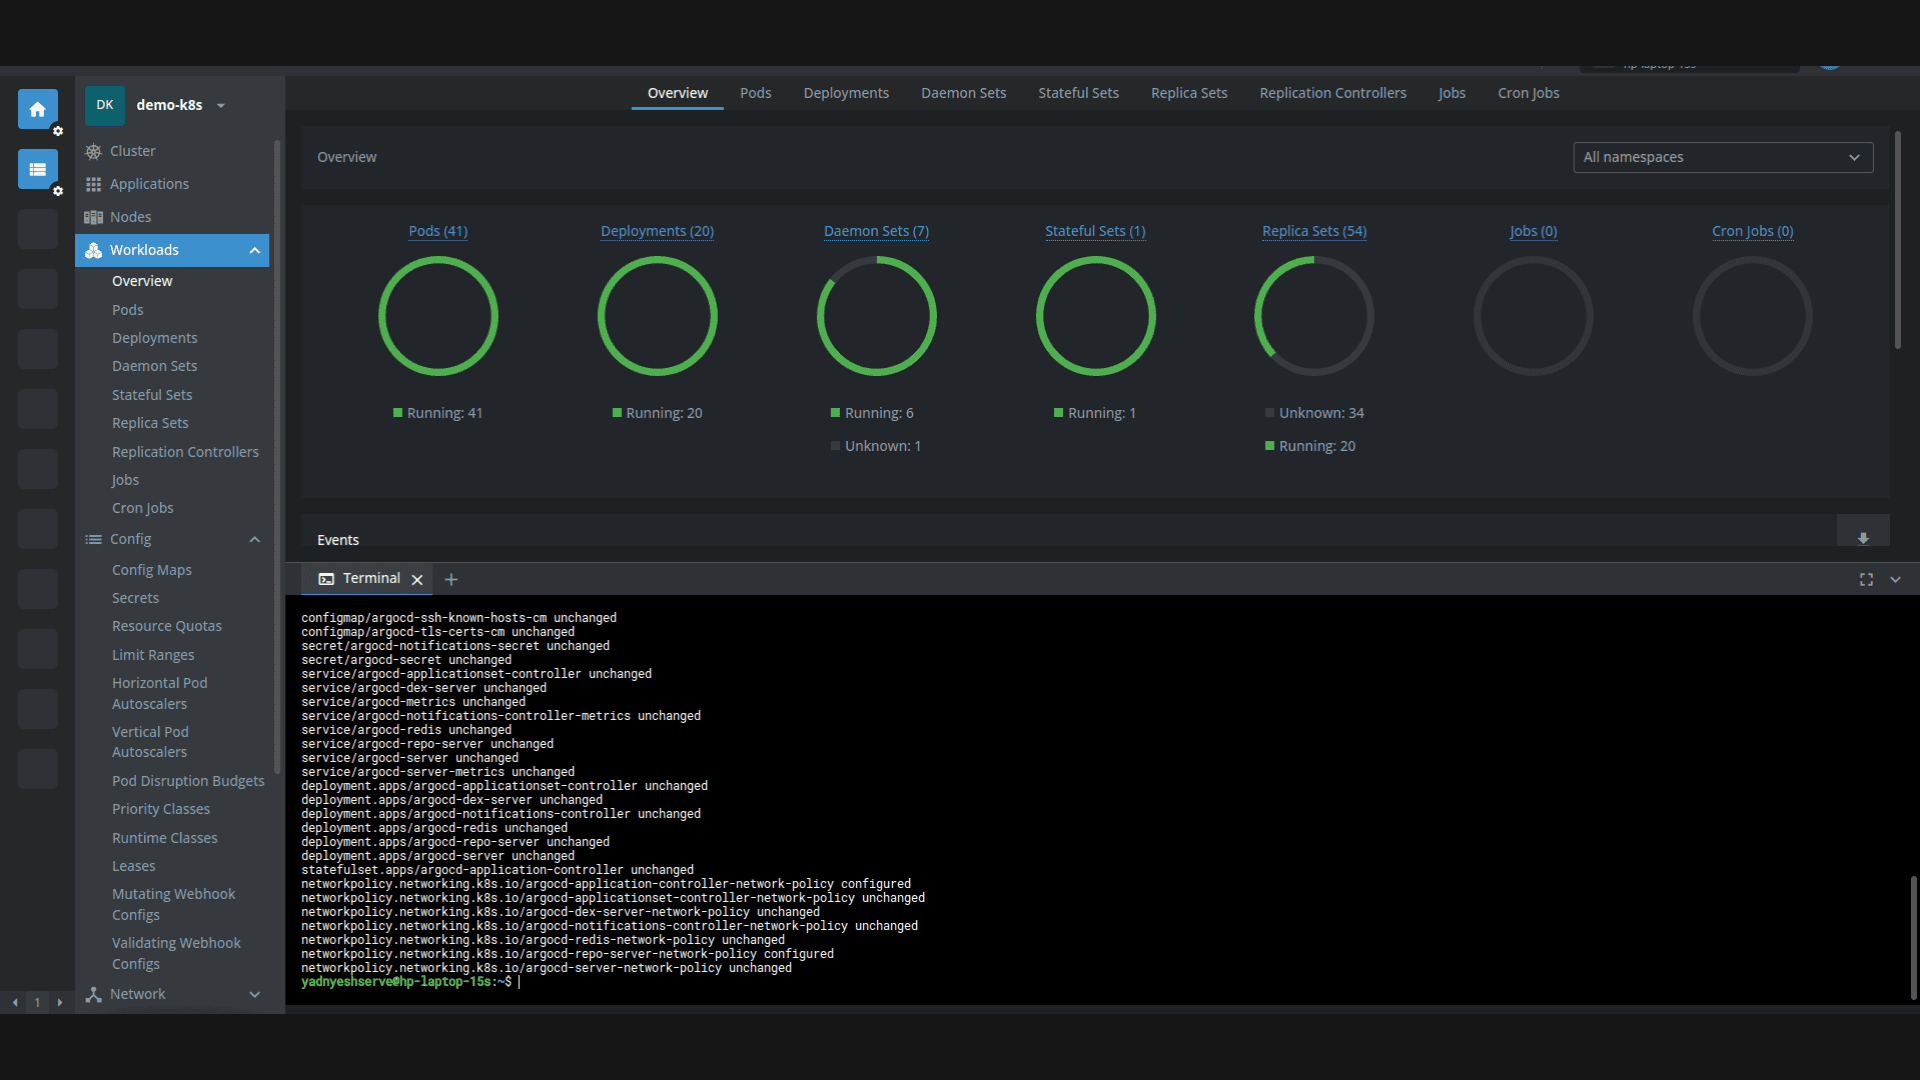 DK
demo-k8s
Cluster
Applications
Nodes
Workloads
Overview
Pods
Deployments
Daemon Sets
Stateful Sets
Replica Sets
Replication Controllers
Jobs
Cron Jobs
Config
Config Maps
Secrets
Resource Quotas
Limit Ranges
Horizontal Pod
Autoscalers
Vertical Pod
Autoscalers
Pod Disruption Budgets
Priority Classes
Runtime Classes
Leases
Mutating Webhook
Configs
Validating Webhook
Configs
Network
1
Overview Pods Deployments Daemon Sets Stateful Sets Replica Sets Replication Controllers Jobs Cron Jobs
Overview
All namespaces
Pods (41) Deployments (20) Daemon Sets (7) Stateful Sets (1) Replica Sets (54) Jobs (0) Cron Jobs (0)
Running: 41 Running: 20 Running: 6 Running: 1 Unknown: 34
Unknown: 1 Running: 20
Events
Terminal
configmap/argocd-ssh-known-hosts-cm unchanged
configmap/argocd-tls-certs-cm unchanged
secret/argocd-notifications-secret unchanged
secret/argocd-secret unchanged
service/argocd-applicationset-controller unchanged
service/argocd-dex-server unchanged
service/argocd-metrics unchanged
service/argocd-notifications-controller-metrics unchanged
service/argocd-redis unchanged
service/argocd-repo-server unchanged
service/argocd-server unchanged
service/argocd-server-metrics unchanged
deployment.apps/argocd-applicationset-controller unchanged
deployment.apps/argocd-dex-server unchanged
deployment.apps/argocd-notifications-controller unchanged
deployment.apps/argocd-redis unchanged
deployment.apps/argocd-repo-server unchanged
deployment.apps/argocd-server unchanged
statefulset.apps/argocd-application-controller unchanged
networkpolicy.networking.k8s.io/argocd-application-controller-network-policy configured
networkpolicy.networking.k8s.io/argocd-applicationset-controller-network-policy unchanged
networkpolicy.networking.k8s.io/argocd-dex-server-network-policy unchanged
networkpolicy.networking.k8s.io/argocd-notifications-controller-network-policy unchanged
networkpolicy.networking.k8s.io/argocd-redis-network-policy unchanged
networkpolicy.networking.k8s.io/argocd-repo-server-network-policy configured
networkpolicy.networking.k8s.io/argocd-server-network-policy unchanged
yadnyeshserve@hp-laptop-15s:~$